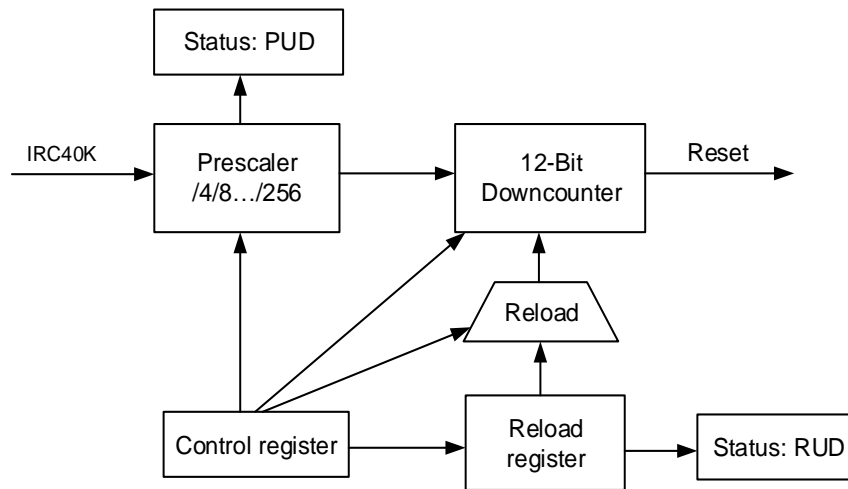 Status: PUD
IRC40K
Prescaler
/4/8…/256
12-Bit
Downcounter
Reset
Reload
Control register
Reload
register
Status: RUD